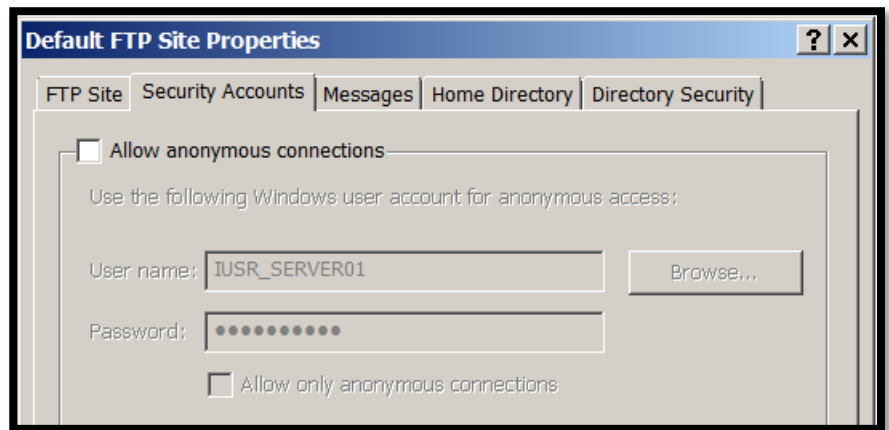 Default FTP Site Properties ? ×
FTP Site Security Accounts Messages Home Directory Directory Security
Allow anonymous connections
Use the following Windows user account for anonymous access:
User name: IUSR_SERVER01 Browse...
Password: ●●●●●●●●●●
Allow only anonymous connections